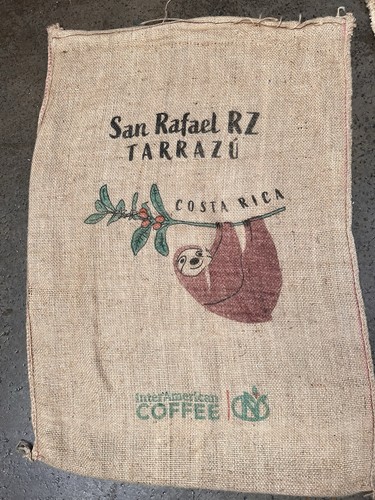 San Rafael RZ
TARRAZÚ
COSTA RICA
InterAmerican
COFFEE